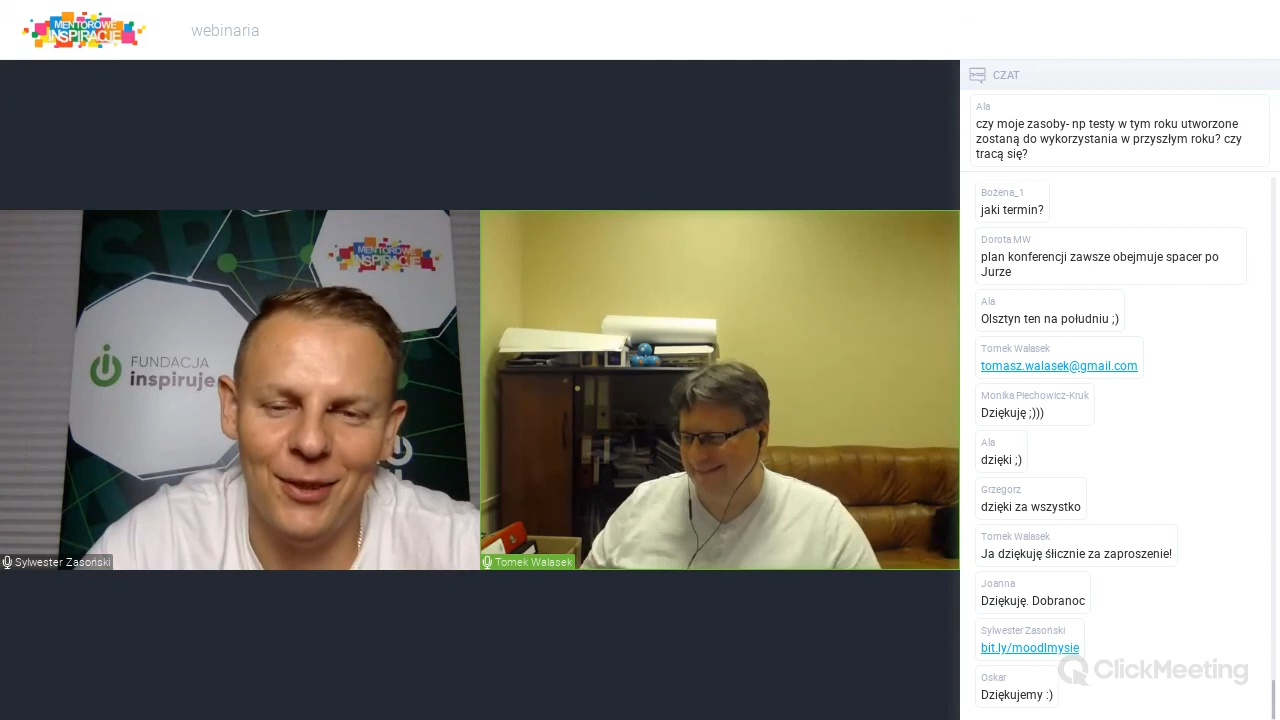 MENTOROWE
INSPIRACJE
webinaria
CZAT
Ala
czy moje zasoby- np testy w tym roku utworzone
zostaną do wykorzystania w przyszłym roku? czy
tracą się?
Bożena_1
jaki termin?
Dorota MW
plan konferencji zawsze obejmuje spacer po
Jurze
Ala
Olsztyn ten na południu ;)
Tomek Walasek
tomasz.walasek@gmail.com
Monika Piechowicz-Kruk
Dziękuję ;)))
Ala
dzięki ;)
Grzegorz
dzięki za wszystko
Tomek Walasek
Ja dziękuję ślicznie za zaproszenie!
Joanna
Dziękuję. Dobranoc
Sylwester Zasoński
bit.ly/moodlmysie
Oskar
Dziękujemy :)
ClickMeeting
MENTOROWE
INSPIRACJE
FUNDACJA
inspiruje
Sylwester Zasoński
Tomek Walasek